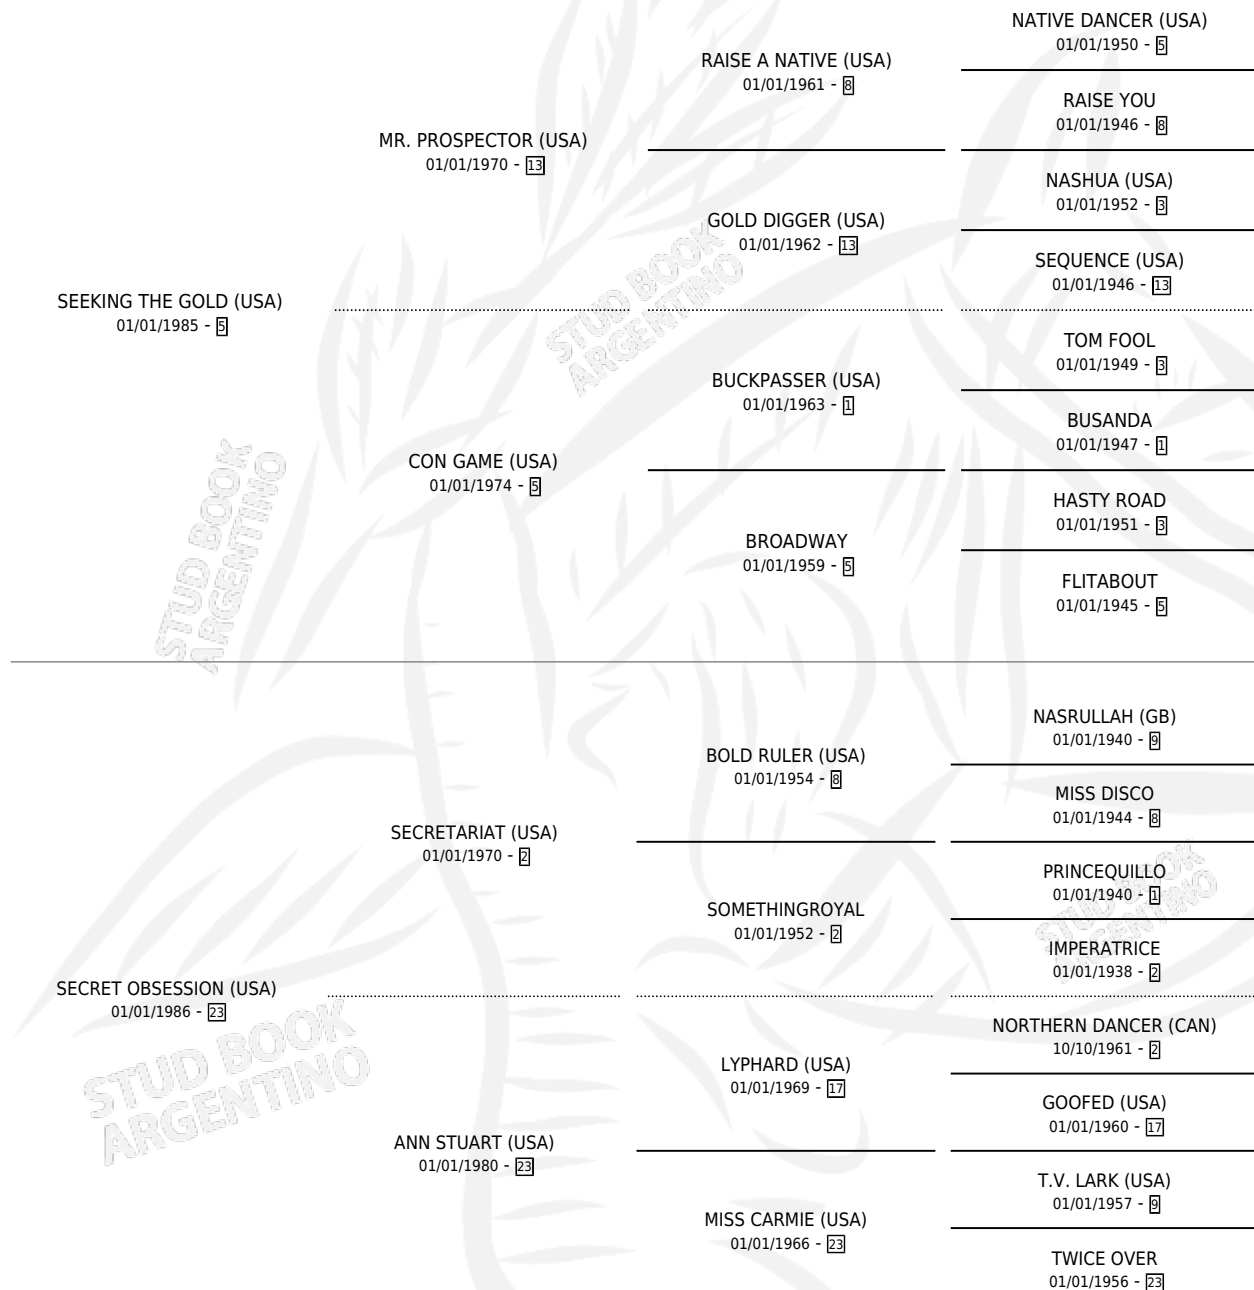 NATIVE DANCER (USA)
01/01/1950 - 5
RAISE A NATIVE (USA)
01/01/1961 - 8
RAISE YOU
01/01/1946 - 8
MR. PROSPECTOR (USA)
01/01/1970 - 13
NASHUA (USA)
01/01/1952 - 3
GOLD DIGGER (USA)
01/01/1962 - 13
SEQUENCE (USA)
01/01/1946 - 13
SEEKING THE GOLD (USA)
01/01/1985 - 5
TOM FOOL
01/01/1949 - 3
BUCKPASSER (USA)
01/01/1963 - 1
BUSANDA
01/01/1947 - 1
CON GAME (USA)
01/01/1974 - 5
HASTY ROAD
01/01/1951 - 3
BROADWAY
01/01/1959 - 5
FLITABOUT
01/01/1945 - 5
NASRULLAH (GB)
01/01/1940 - 9
BOLD RULER (USA)
01/01/1954 - 8
MISS DISCO
01/01/1944 - 8
SECRETARIAT (USA)
01/01/1970 - 2
PRINCEQUILLO
01/01/1940 - 1
SOMETHINGROYAL
01/01/1952 - 2
IMPERATRICE
01/01/1938 - 2
SECRET OBSESSION (USA)
01/01/1986 - 23
NORTHERN DANCER (CAN)
10/10/1961 - 2
LYPHARD (USA)
01/01/1969 - 17
GOOFED (USA)
01/01/1960 - 17
ANN STUART (USA)
01/01/1980 - 23
T.V. LARK (USA)
01/01/1957 - 9
MISS CARMIE (USA)
01/01/1966 - 23
TWICE OVER
01/01/1956 - 23
STUD BOOK
ARGENTINO
STUD BOOK
ARGENTINO
STUD BOOK
ARGENTINO
STUD BOOK
ARGENTINO